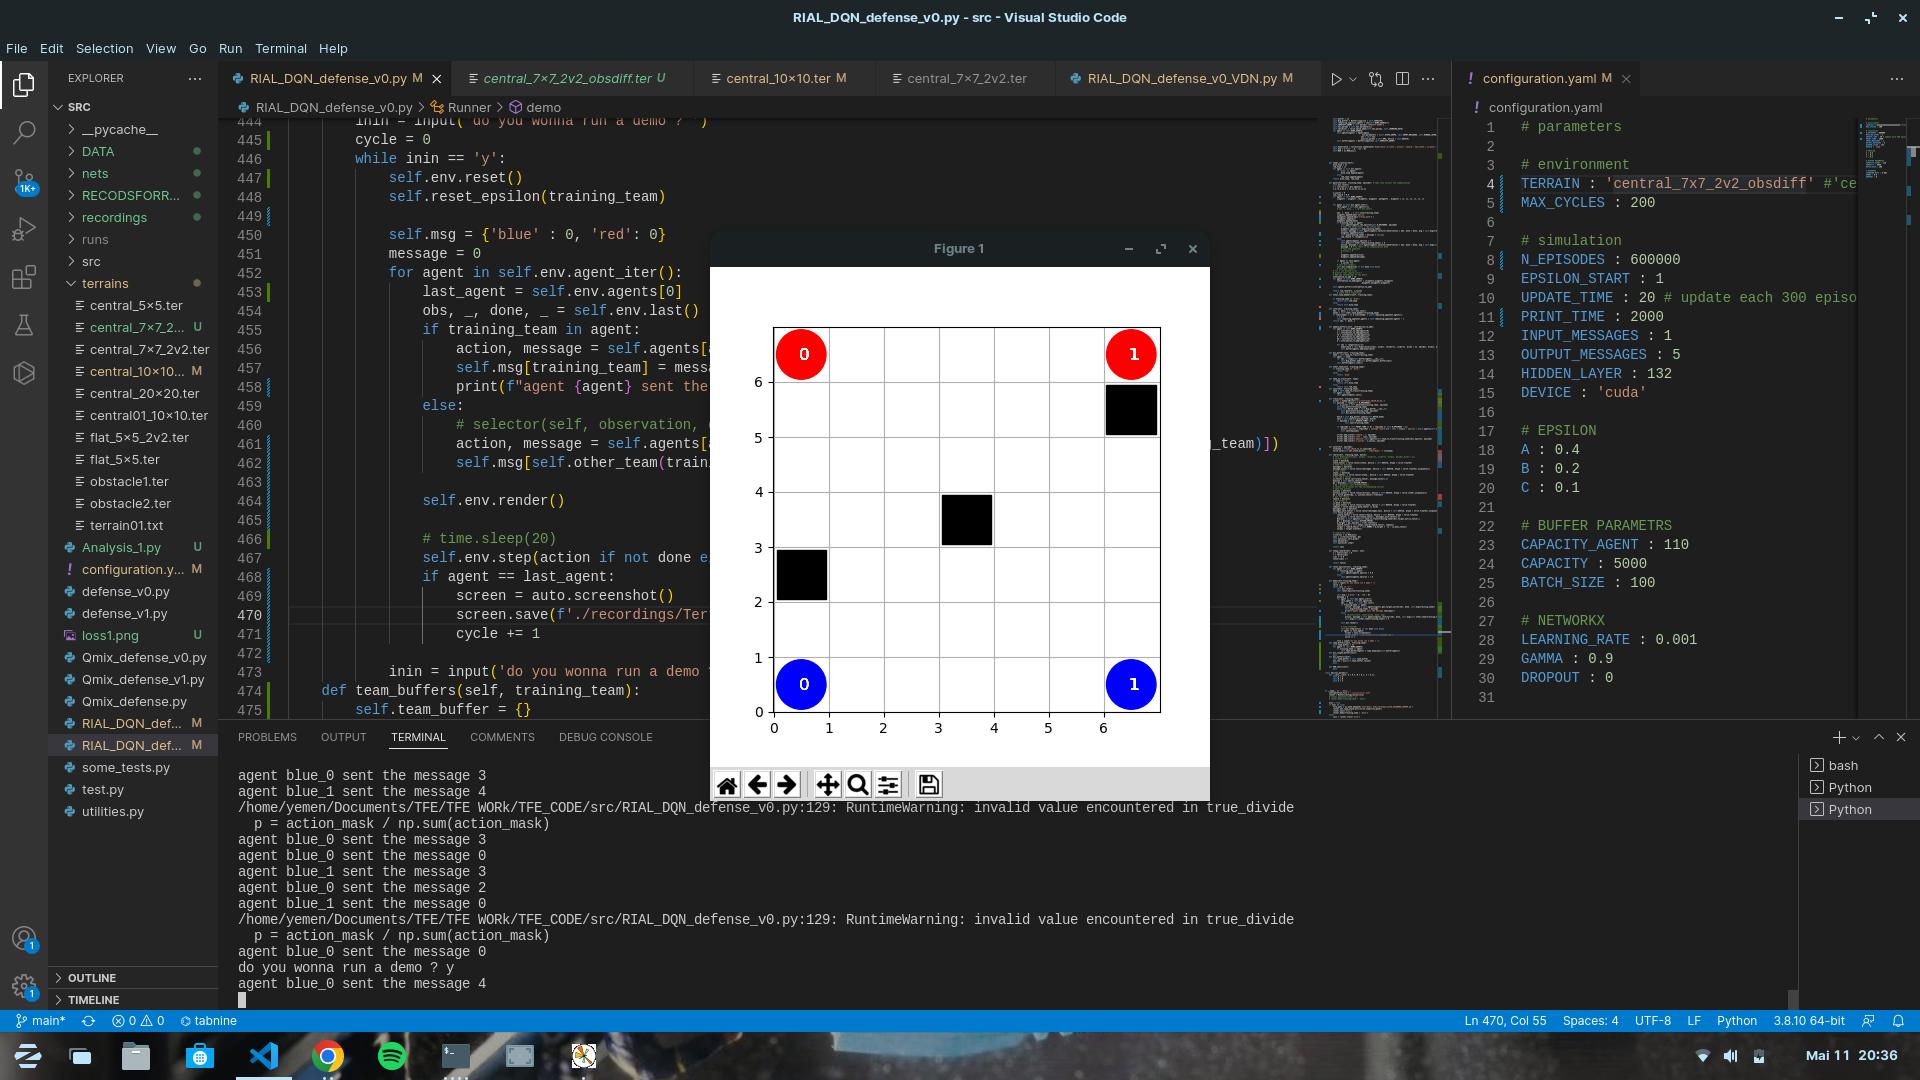 RIAL_DQN_defense_v0.py - src - Visual Studio Code
File Edit Selection View Go Run Terminal Help
EXPLORER
SRC
__pycache__
DATA
nets
RECODSFORR...
recordings
runs
src
terrains
central_5×5.ter
central_7×7_2... U
central_7×7_2v2.ter
central_10×10... M
central_20×20.ter
central01_10×10.ter
flat_5×5_2v2.ter
flat_5×5.ter
obstacle1.ter
obstacle2.ter
terrain01.txt
Analysis_1.py U
configuration.y... M
defense_v0.py
defense_v1.py
loss1.png U
Qmix_defense_v0.py
Qmix_defense_v1.py
Qmix_defense.py
RIAL_DQN_def... M
RIAL_DQN_def... M
some_tests.py
test.py
utilities.py
OUTLINE
TIMELINE
1K+
1
1
RIAL_DQN_defense_v0.py M
central_7×7_2v2_obsdiff.ter U
central_10×10.ter M
central_7×7_2v2.ter
RIAL_DQN_defense_v0_VDN.py M
RIAL_DQN_defense_v0.py > Runner > demo
444 inin = input('do you wonna run a demo ? ')
445 cycle = 0
446 while inin == 'y':
447 self.env.reset()
448 self.reset_epsilon(training_team)
449
450 self.msg = {'blue' : 0, 'red': 0}
451 message = 0
452 for agent in self.env.agent_iter():
453 last_agent = self.env.agents[0]
454 obs, _, done, _ = self.env.last()
455 if training_team in agent:
456 action, message = self.agents[
457 self.msg[training_team] = mess
458 print(f"agent {agent} sent the
459 else:
460 # selector(self, observation,
461 action, message = self.agents[ _team)])
462 self.msg[self.other_team(train
463
464 self.env.render()
465
466 # time.sleep(20)
467 self.env.step(action if not done e
468 if agent == last_agent:
469 screen = auto.screenshot()
470 screen.save(f'./recordings/Ter
471 cycle += 1
472
473 inin = input('do you wonna run a demo ?
474 def team_buffers(self, training_team):
475 self.team_buffer = {}
configuration.yaml M
configuration.yaml
1 # parameters
2
3 # environment
4 TERRAIN : 'central_7x7_2v2_obsdiff' #'ce
5 MAX_CYCLES : 200
6
7 # simulation
8 N_EPISODES : 600000
9 EPSILON_START : 1
10 UPDATE_TIME : 20 # update each 300 episo
11 PRINT_TIME : 2000
12 INPUT_MESSAGES : 1
13 OUTPUT_MESSAGES : 5
14 HIDDEN_LAYER : 132
15 DEVICE : 'cuda'
16
17 # EPSILON
18 A : 0.4
19 B : 0.2
20 C : 0.1
21
22 # BUFFER PARAMETRS
23 CAPACITY_AGENT : 110
24 CAPACITY : 5000
25 BATCH_SIZE : 100
26
27 # NETWORKX
28 LEARNING_RATE : 0.001
29 GAMMA : 0.9
30 DROPOUT : 0
31
Figure 1
0 1
6
5
4
3
2
1
0 1
0
0 1 2 3 4 5 6
PROBLEMS OUTPUT TERMINAL COMMENTS DEBUG CONSOLE
agent blue_0 sent the message 3
agent blue_1 sent the message 4
/home/yemen/Documents/TFE/TFE WORk/TFE_CODE/src/RIAL_DQN_defense_v0.py:129: RuntimeWarning: invalid value encountered in true_divide
p = action_mask / np.sum(action_mask)
agent blue_0 sent the message 3
agent blue_0 sent the message 0
agent blue_1 sent the message 3
agent blue_0 sent the message 2
agent blue_1 sent the message 0
/home/yemen/Documents/TFE/TFE WORk/TFE_CODE/src/RIAL_DQN_defense_v0.py:129: RuntimeWarning: invalid value encountered in true_divide
p = action_mask / np.sum(action_mask)
agent blue_0 sent the message 0
do you wonna run a demo ? y
agent blue_0 sent the message 4
bash
Python
Python
main* 0 0 tabnine
Ln 470, Col 55 Spaces: 4 UTF-8 LF Python 3.8.10 64-bit
Mai 11 20:36